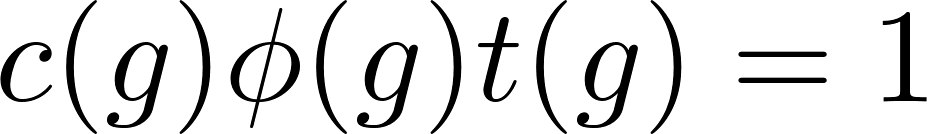 c(g)ϕ(g)t(g) = 1